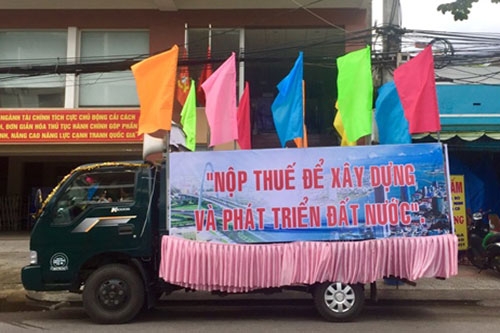 NGÀNH TÀI CHÍNH TÍCH CỰC CHỦ ĐỘNG CẢI CÁCH
ĐƠN GIẢN HÓA THỦ TỤC HÀNH CHÍNH GÓP PHẦN
NÂNG CAO NĂNG LỰC CẠNH TRANH QUỐC GIA
"NỘP THUẾ ĐỂ XÂY DỰNG
VÀ PHÁT TRIỂN ĐẤT NƯỚC"